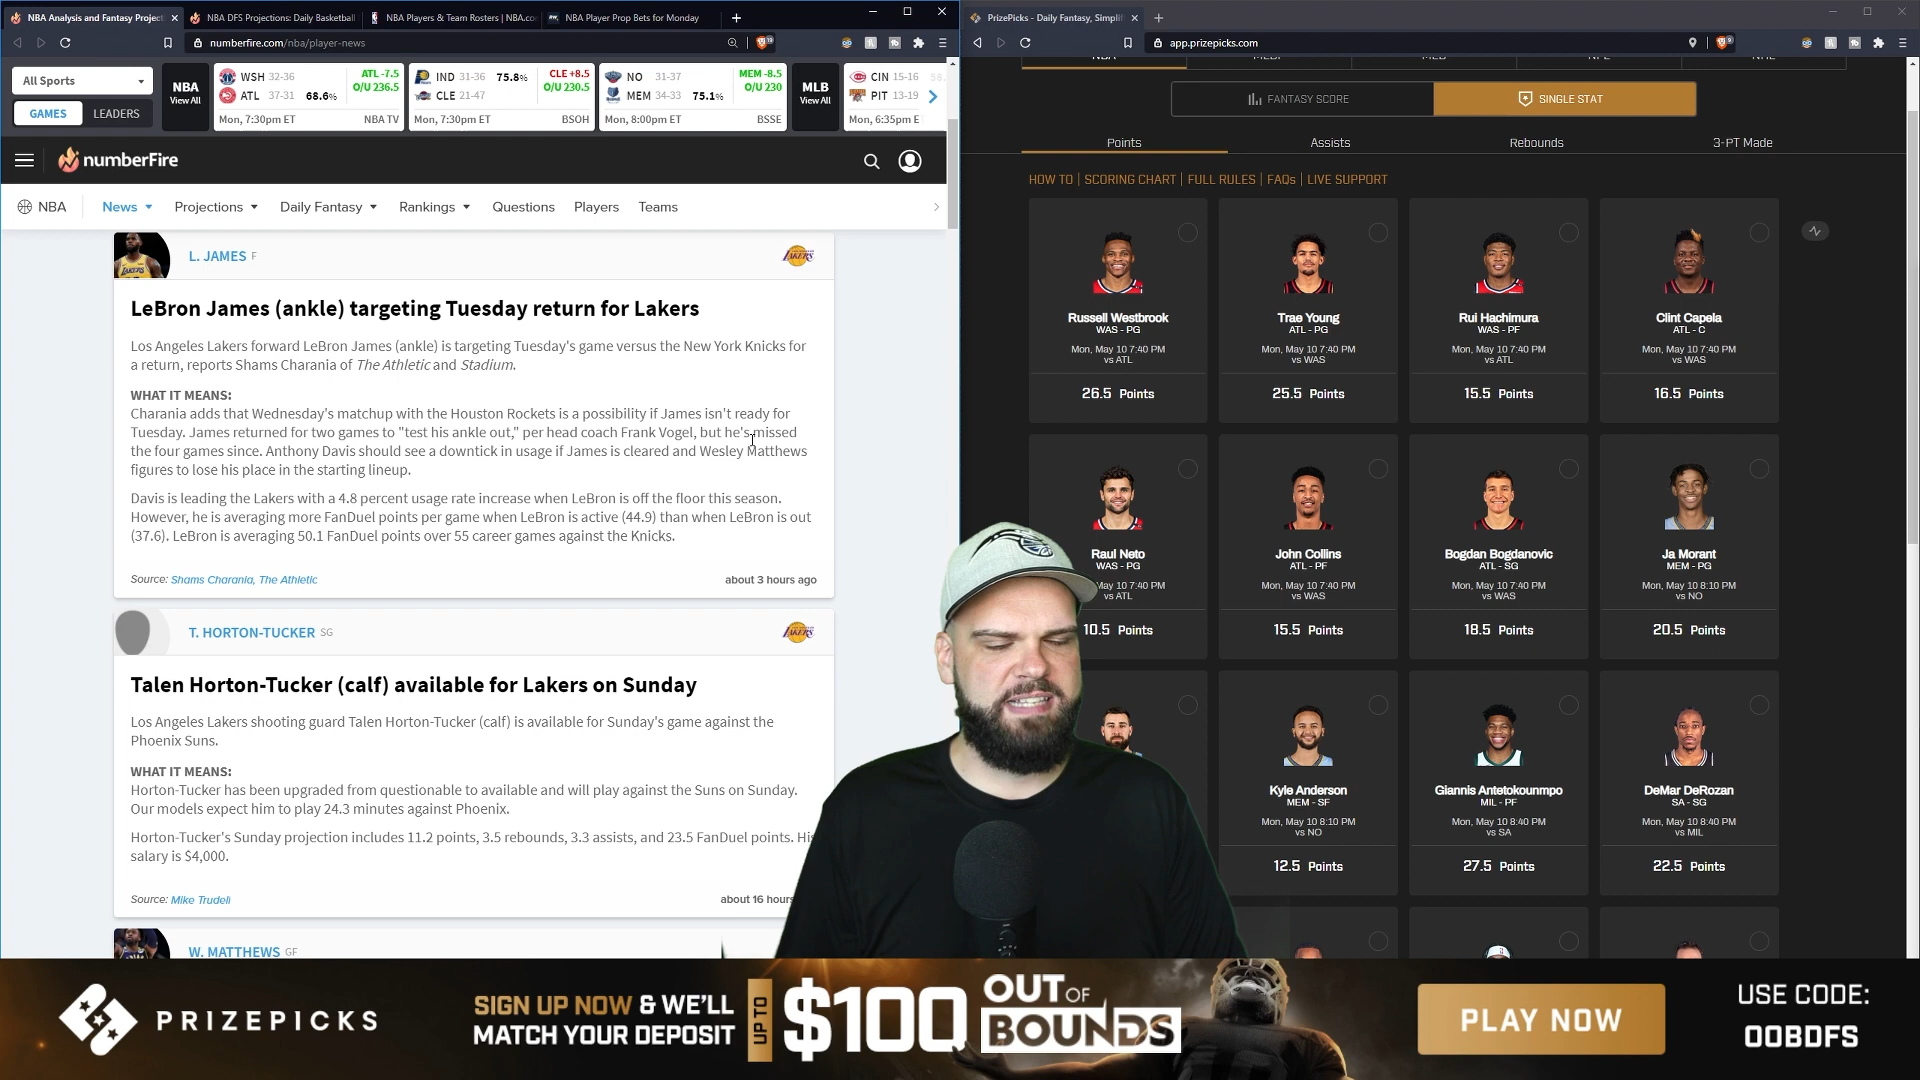 NBA Analysis and Fantasy Project
NBA DFS Projections: Daily Basketball
NBA Players & Team Rosters | NBA.co
NBA Player Prop Bets for Monday
numberfire.com/nba/player-news
All Sports
GAMES LEADERS
NBA
View All
WSH 32-36 ATL -7.5
O/U 236.5
ATL 37-31 68.6%
Mon, 7:30pm ET NBA TV
IND 31-36 75.8% CLE +8.5
O/U 230.5
CLE 21-47
Mon, 7:30pm ET BSOH
NO 31-37 MEM -8.5
O/U 230
MEM 34-33 75.1%
Mon, 8:00pm ET BSSE
MLB
View All
CIN 15-16
PIT 13-19
Mon, 6:35pm E
numberFire
NBA News Projections Daily Fantasy Rankings Questions Players Teams
L. JAMES F
LAKERS
LeBron James (ankle) targeting Tuesday return for Lakers
Los Angeles Lakers forward LeBron James (ankle) is targeting Tuesday's game versus the New York Knicks for
a return, reports Shams Charania of The Athletic and Stadium.
WHAT IT MEANS:
Charania adds that Wednesday's matchup with the Houston Rockets is a possibility if James isn't ready for
Tuesday. James returned for two games to "test his ankle out," per head coach Frank Vogel, but he's missed
the four games since. Anthony Davis should see a downtick in usage if James is cleared and Wesley Matthews
figures to lose his place in the starting lineup.
Davis is leading the Lakers with a 4.8 percent usage rate increase when LeBron is off the floor this season.
However, he is averaging more FanDuel points per game when LeBron is active (44.9) than when LeBron is out
(37.6). LeBron is averaging 50.1 FanDuel points over 55 career games against the Knicks.
Source: Shams Charania, The Athletic about 3 hours ago
T. HORTON-TUCKER SG
LAKERS
Talen Horton-Tucker (calf) available for Lakers on Sunday
Los Angeles Lakers shooting guard Talen Horton-Tucker (calf) is available for Sunday's game against the
Phoenix Suns.
WHAT IT MEANS:
Horton-Tucker has been upgraded from questionable to available and will play against the Suns on Sunday.
Our models expect him to play 24.3 minutes against Phoenix.
Horton-Tucker's Sunday projection includes 11.2 points, 3.5 rebounds, 3.3 assists, and 23.5 FanDuel points.
salary is $4,000.
Source: Mike Trudell about 16 hours
W. MATTHEWS GF
PrizePicks - Daily Fantasy, Simplif
app.prizepicks.com
FANTASY SCORE SINGLE STAT
Points Assists Rebounds 3-PT Made
HOW TO | SCORING CHART | FULL RULES | FAQs | LIVE SUPPORT
Russell Westbrook
WAS - PG
Mon, May 10 7:40 PM
vs ATL
26.5 Points
Trae Young
ATL - PG
Mon, May 10 7:40 PM
vs WAS
25.5 Points
Rui Hachimura
WAS - PF
Mon, May 10 7:40 PM
vs ATL
15.5 Points
Clint Capela
ATL - C
Mon, May 10 7:40 PM
vs WAS
16.5 Points
Raul Neto
WAS - PG
May 10 7:40 PM
vs ATL
10.5 Points
John Collins
ATL - PF
Mon, May 10 7:40 PM
vs WAS
15.5 Points
Bogdan Bogdanovic
ATL - SG
Mon, May 10 7:40 PM
vs WAS
18.5 Points
Ja Morant
MEM - PG
Mon, May 10 8:10 PM
vs NO
20.5 Points
Kyle Anderson
MEM - SF
Mon, May 10 8:10 PM
vs NO
12.5 Points
Giannis Antetokounmpo
MIL - PF
Mon, May 10 8:40 PM
vs SA
27.5 Points
DeMar DeRozan
SA - SG
Mon, May 10 8:40 PM
vs MIL
22.5 Points
PRIZEPICKS
SIGN UP NOW & WE'LL
MATCH YOUR DEPOSIT
UP TO
$100
OUT OF
BOUNDS
PLAY NOW
USE CODE:
OOBDFS